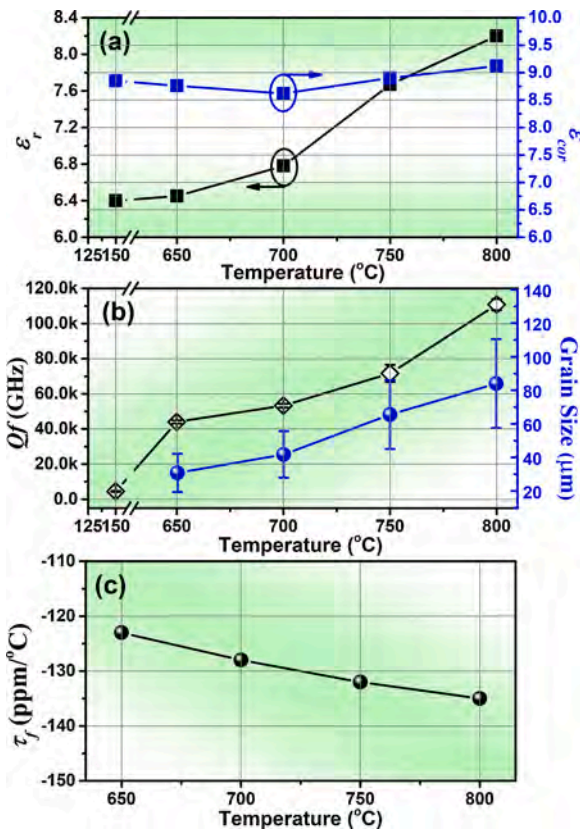 (a)
8.4
8.0
7.6
7.2
6.8
6.4
6.0
εr
10.0
9.5
9.0
8.5
8.0
7.5
7.0
6.5
6.0
εcor
125 150 650 700 750 800
Temperature (°C)
(b)
120.0k
100.0k
80.0k
60.0k
40.0k
20.0k
0.0
Qf (GHz)
140
120
100
80
60
40
20
Grain Size (μm)
125 150 650 700 750 800
Temperature (°C)
(c)
-110
-120
-130
-140
-150
τf (ppm/°C)
650 700 750 800
Temperature (°C)